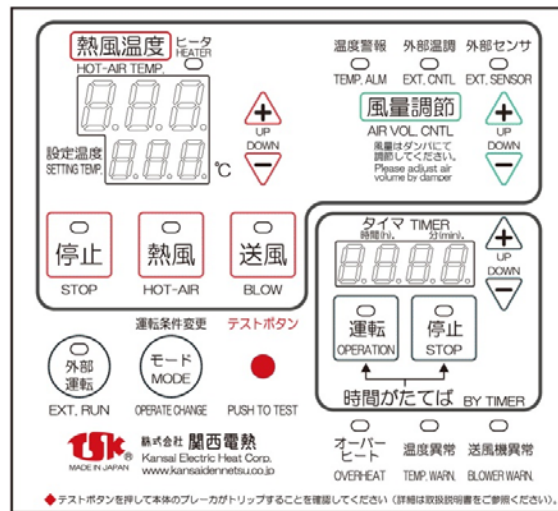 熱風温度 ヒータ
HEATER
HOT-AIR TEMP.
温度警報 外部温調 外部センサ
TEMP. ALM EXT. CNTL EXT. SENSOR
設定温度
SETTING TEMP.
℃
+
UP
DOWN
−
風量調節
AIR VOL. CNTL
風量はダンパにて
調節してください。
Please adjust air
volume by damper
+
UP
DOWN
−
停止 熱風 送風
STOP HOT-AIR BLOW
タイマ TIMER
時間(h). 分(min).
+
UP
DOWN
−
運転 停止
OPERATION STOP
時間がたてば BY TIMER
運転条件変更 テストボタン
外部
運転
モード
MODE
EXT. RUN OPERATE CHANGE PUSH TO TEST
オーバー
ヒート
温度異常 送風機異常
OVERHEAT TEMP. WARN. BLOWER WARN.
TSK®
MADE IN JAPAN
株式会社 関西電熱
Kansai Electric Heat Corp.
www.kansaidennetsu.co.jp
◆テストボタンを押して本体のブレーカがトリップすることを確認してください(詳細は取扱説明書をご参照ください)。